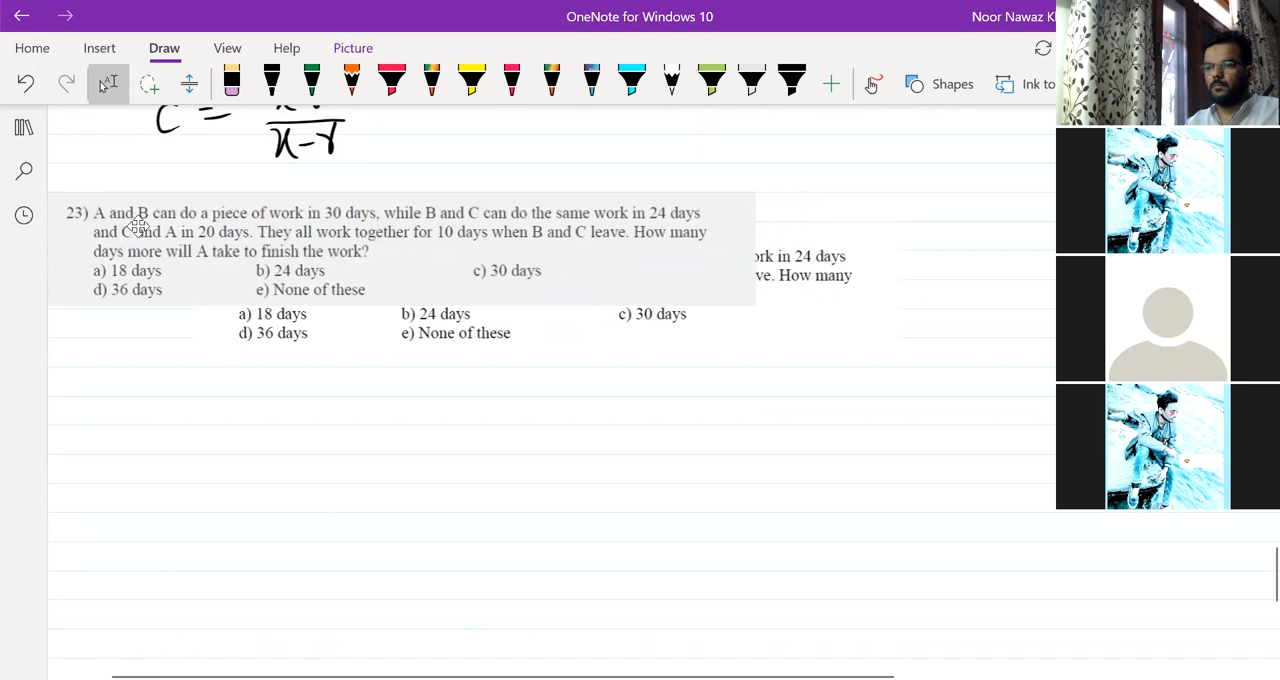 OneNote for Windows 10
Noor Nawaz K
Home Insert Draw View Help Picture
Shapes
Ink to
C =
x-r
23) A and B can do a piece of work in 30 days, while B and C can do the same work in 24 days
and C and A in 20 days. They all work together for 10 days when B and C leave. How many
days more will A take to finish the work?
a) 18 days b) 24 days c) 30 days
d) 36 days e) None of these
ork in 24 days
ve. How many
a) 18 days b) 24 days c) 30 days
d) 36 days e) None of these